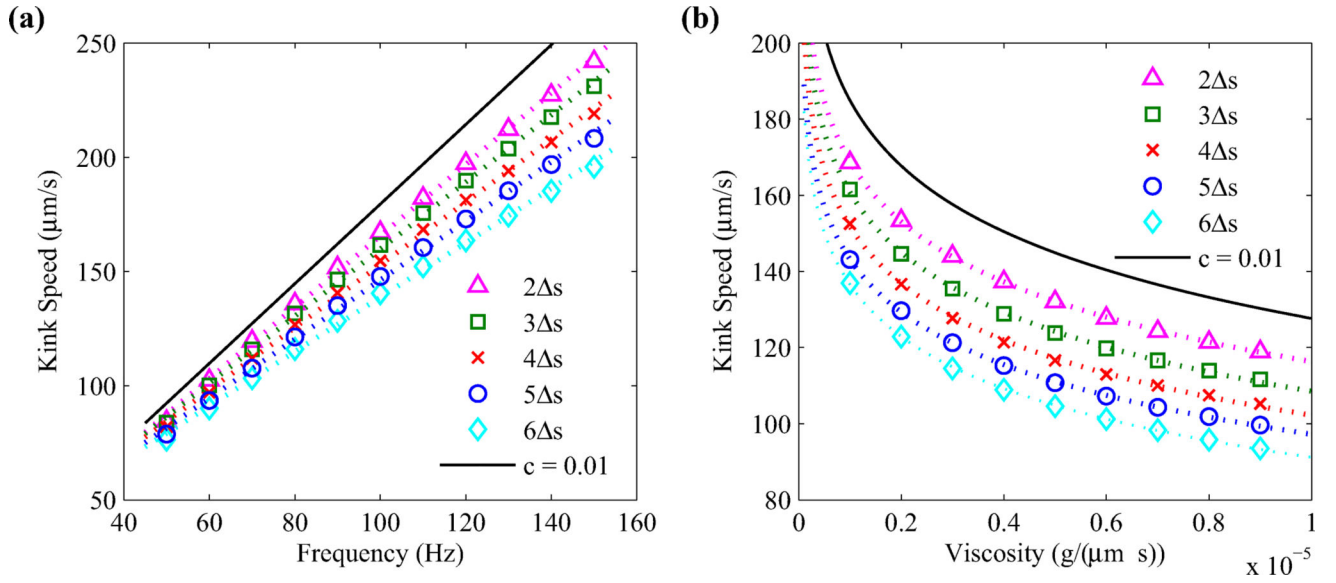 (a)
Kink Speed (μm/s)
250
200
150
100
50
40 60 80 100 120 140 160
Frequency (Hz)
2Δs
3Δs
4Δs
5Δs
6Δs
c = 0.01
(b)
Kink Speed (μm/s)
200
180
160
140
120
100
80
0 0.2 0.4 0.6 0.8 1
Viscosity (g/(μm s))
x 10⁻⁵
2Δs
3Δs
4Δs
5Δs
6Δs
c = 0.01